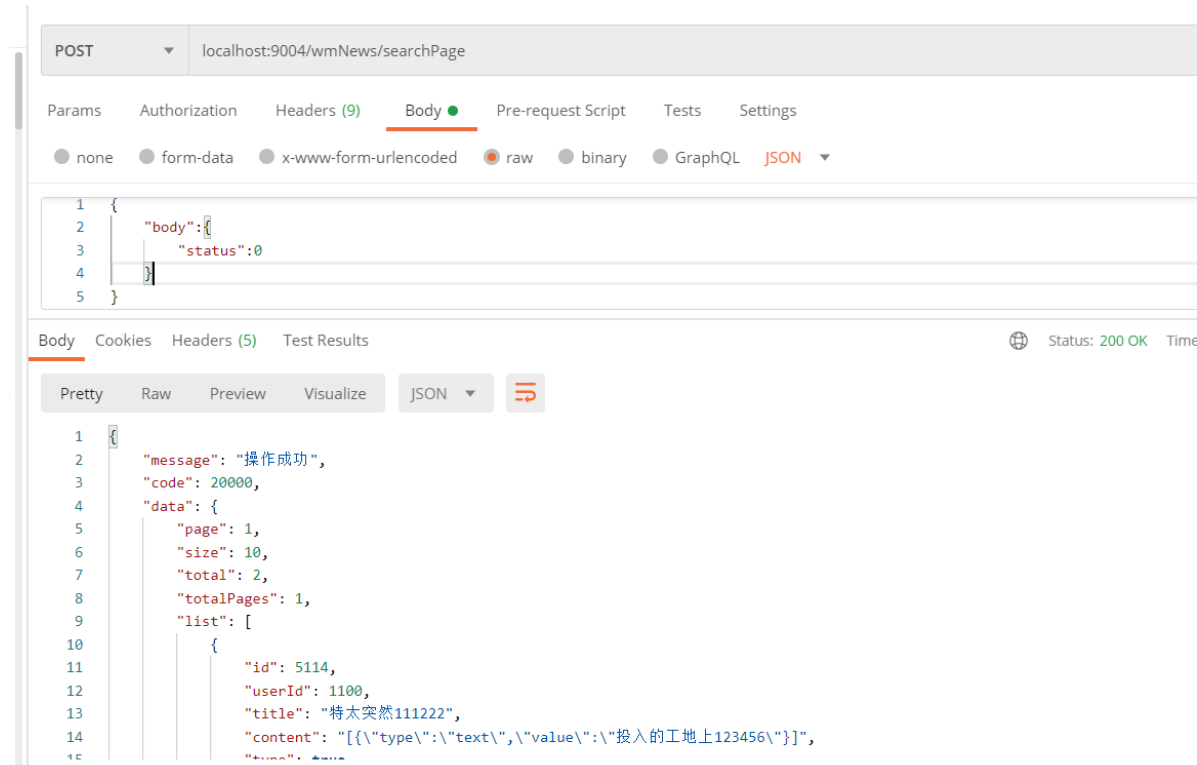 POST localhost:9004/wmNews/searchPage
Params Authorization Headers (9) Body Pre-request Script Tests Settings
none form-data x-www-form-urlencoded raw binary GraphQL JSON
1 {
2 "body":{
3 "status":0
4 }
5 }
Body Cookies Headers (5) Test Results Status: 200 OK Time
Pretty Raw Preview Visualize JSON
1 {
2 "message": "操作成功",
3 "code": 20000,
4 "data": {
5 "page": 1,
6 "size": 10,
7 "total": 2,
8 "totalPages": 1,
9 "list": [
10 {
11 "id": 5114,
12 "userId": 1100,
13 "title": "特太突然111222",
14 "content": "[{\"type\":\"text\",\"value\":\"投入的工地上123456\"}]",
15 "type": true